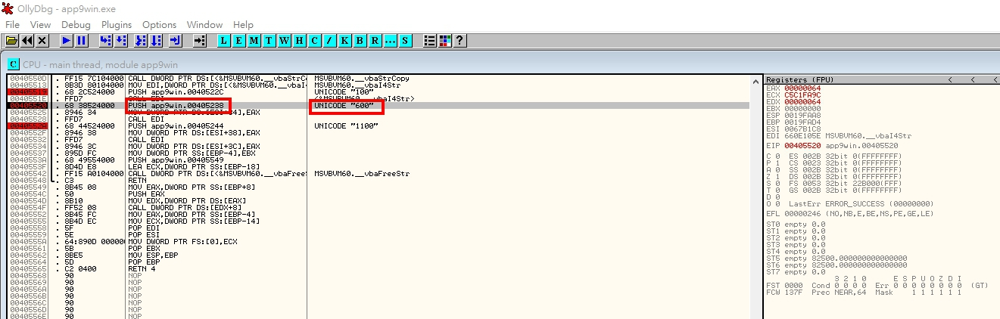 OllyDbg - app9win.exe
File View Debug Plugins Options Window Help
L E M T W H C / K B R ... S ?
C CPU - main thread, module app9win
0040550D . FF15 7C104000 CALL DWORD PTR DS:[<&MSVBVM60.__vbaStrCo MSVBVM60.__vbaStrCopy
00405513 . 8B3D 80104000 MOV EDI,DWORD PTR DS:[<&MSVBVM60.__vbaI4 MSVBVM60.__vbaI4Str
00405519 . 68 2C524000 PUSH app9win.0040522C UNICODE "100"
0040551E . FFD7 CALL EDI <&MSVBVM60.__vbaI4Str>
00405520 . 68 38524000 PUSH app9win.00405238 UNICODE "600"
00405525 . 8946 34 MOV DWORD PTR DS:[ESI+34],EAX
00405528 . FFD7 CALL EDI
0040552A . 68 44524000 PUSH app9win.00405244 UNICODE "1100"
0040552F . 8946 38 MOV DWORD PTR DS:[ESI+38],EAX
00405532 . FFD7 CALL EDI
00405534 . 8946 3C MOV DWORD PTR DS:[ESI+3C],EAX
00405537 . 895D FC MOV DWORD PTR SS:[EBP-4],EBX
0040553A . 68 49554000 PUSH app9win.00405549
0040553F . 8D4D E8 LEA ECX,DWORD PTR SS:[EBP-18]
00405542 . FF15 A0104000 CALL DWORD PTR DS:[<&MSVBVM60.__vbaFreeS MSVBVM60.__vbaFreeStr
00405548 . C3 RETN
00405549 . 8B45 08 MOV EAX,DWORD PTR SS:[EBP+8]
0040554C . 50 PUSH EAX
0040554D . 8B10 MOV EDX,DWORD PTR DS:[EAX]
0040554F . FF52 08 CALL DWORD PTR DS:[EDX+8]
00405552 . 8B45 FC MOV EAX,DWORD PTR SS:[EBP-4]
00405555 . 8B4D EC MOV ECX,DWORD PTR SS:[EBP-14]
00405558 . 5F POP EDI
00405559 . 5E POP ESI
0040555A . 64:890D 000000 MOV DWORD PTR FS:[0],ECX
00405561 . 5B POP EBX
00405562 . 8BE5 MOV ESP,EBP
00405564 . 5D POP EBP
00405565 . C2 0400 RETN 4
00405568 90 NOP
00405569 90 NOP
0040556A 90 NOP
0040556B 90 NOP
0040556C 90 NOP
0040556D 90 NOP
0040556E 90 NOP
Registers (FPU) < < <
EAX 00000064
ECX C5C1FA9C
EDX 00000064
EBX 00000000
ESP 0019FAA8
EBP 0019FAD4
ESI 0067B1C8
EDI 660E105E MSVBVM60.__vbaI4Str
EIP 00405520 app9win.00405520
C 0 ES 002B 32bit 0(FFFFFFFF)
P 1 CS 0023 32bit 0(FFFFFFFF)
A 0 SS 002B 32bit 0(FFFFFFFF)
Z 1 DS 002B 32bit 0(FFFFFFFF)
S 0 FS 0053 32bit 22B000(FFF)
T 0 GS 002B 32bit 0(FFFFFFFF)
D 0
O 0 LastErr ERROR_SUCCESS (00000000)
EFL 00000246 (NO,NB,E,BE,NS,PE,GE,LE)
ST0 empty 0.0
ST1 empty 0.0
ST2 empty 0.0
ST3 empty 0.0
ST4 empty 0.0
ST5 empty 82500.000000000000000
ST6 empty 82500.000000000000000
ST7 empty 0.0
3 2 1 0 E S P U O Z D I
FST 0000 Cond 0 0 0 0 Err 0 0 0 0 0 0 0 0 (GT)
FCW 137F Prec NEAR,64 Mask 1 1 1 1 1 1